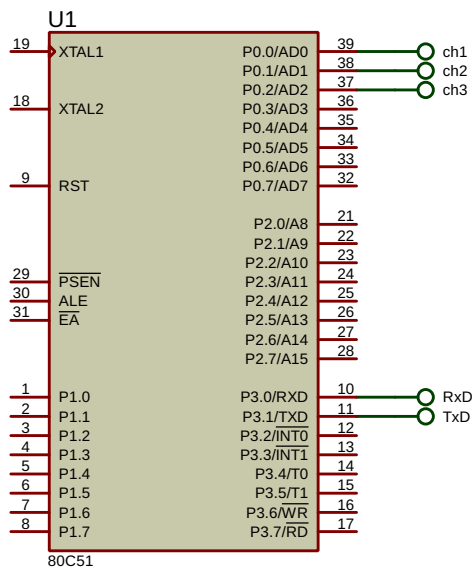 U1
19 XTAL1 P0.0/AD0 39 ch1
P0.1/AD1 38 ch2
P0.2/AD2 37 ch3
18 XTAL2 P0.3/AD3 36
P0.4/AD4 35
P0.5/AD5 34
P0.6/AD6 33
9 RST P0.7/AD7 32
P2.0/A8 21
P2.1/A9 22
P2.2/A10 23
29 PSEN P2.3/A11 24
30 ALE P2.4/A12 25
31 EA P2.5/A13 26
P2.6/A14 27
P2.7/A15 28
1 P1.0 P3.0/RXD 10 RxD
2 P1.1 P3.1/TXD 11 TxD
3 P1.2 P3.2/INT0 12
4 P1.3 P3.3/INT1 13
5 P1.4 P3.4/T0 14
6 P1.5 P3.5/T1 15
7 P1.6 P3.6/WR 16
8 P1.7 P3.7/RD 17
80C51